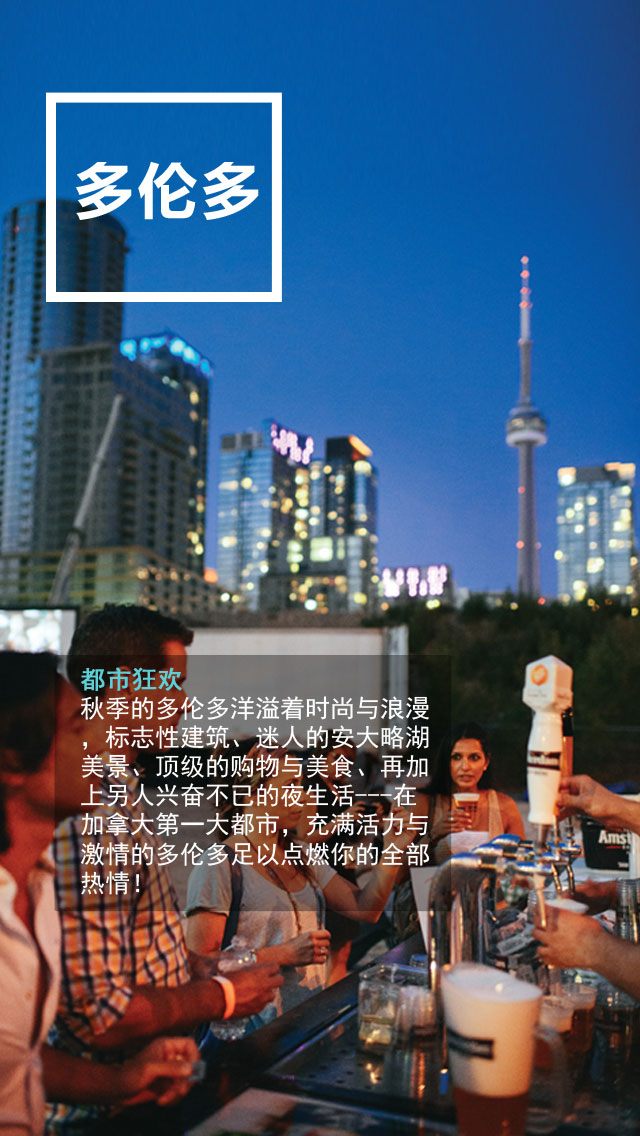 多伦多
都市狂欢
秋季的多伦多洋溢着时尚与浪漫
，标志性建筑、迷人的安大略湖
美景、顶级的购物与美食、再加
上另人兴奋不已的夜生活---在
加拿大第一大都市，充满活力与
激情的多伦多足以点燃你的全部
热情！
Amst